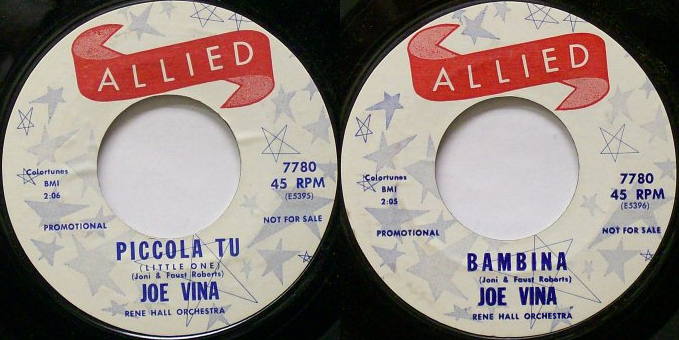 ALLIED
Colortunes
BMI
2:06
7780
45 RPM
(E5395)
PROMOTIONAL
NOT FOR SALE
PICCOLA TU
(LITTLE ONE)
(Joni & Faust Roberts)
JOE VINA
RENE HALL ORCHESTRA
ALLIED
Colortunes
BMI
2:05
7780
45 RPM
(E5396)
PROMOTIONAL
NOT FOR SALE
BAMBINA
(Joni & Faust Roberts)
JOE VINA
RENE HALL ORCHESTRA